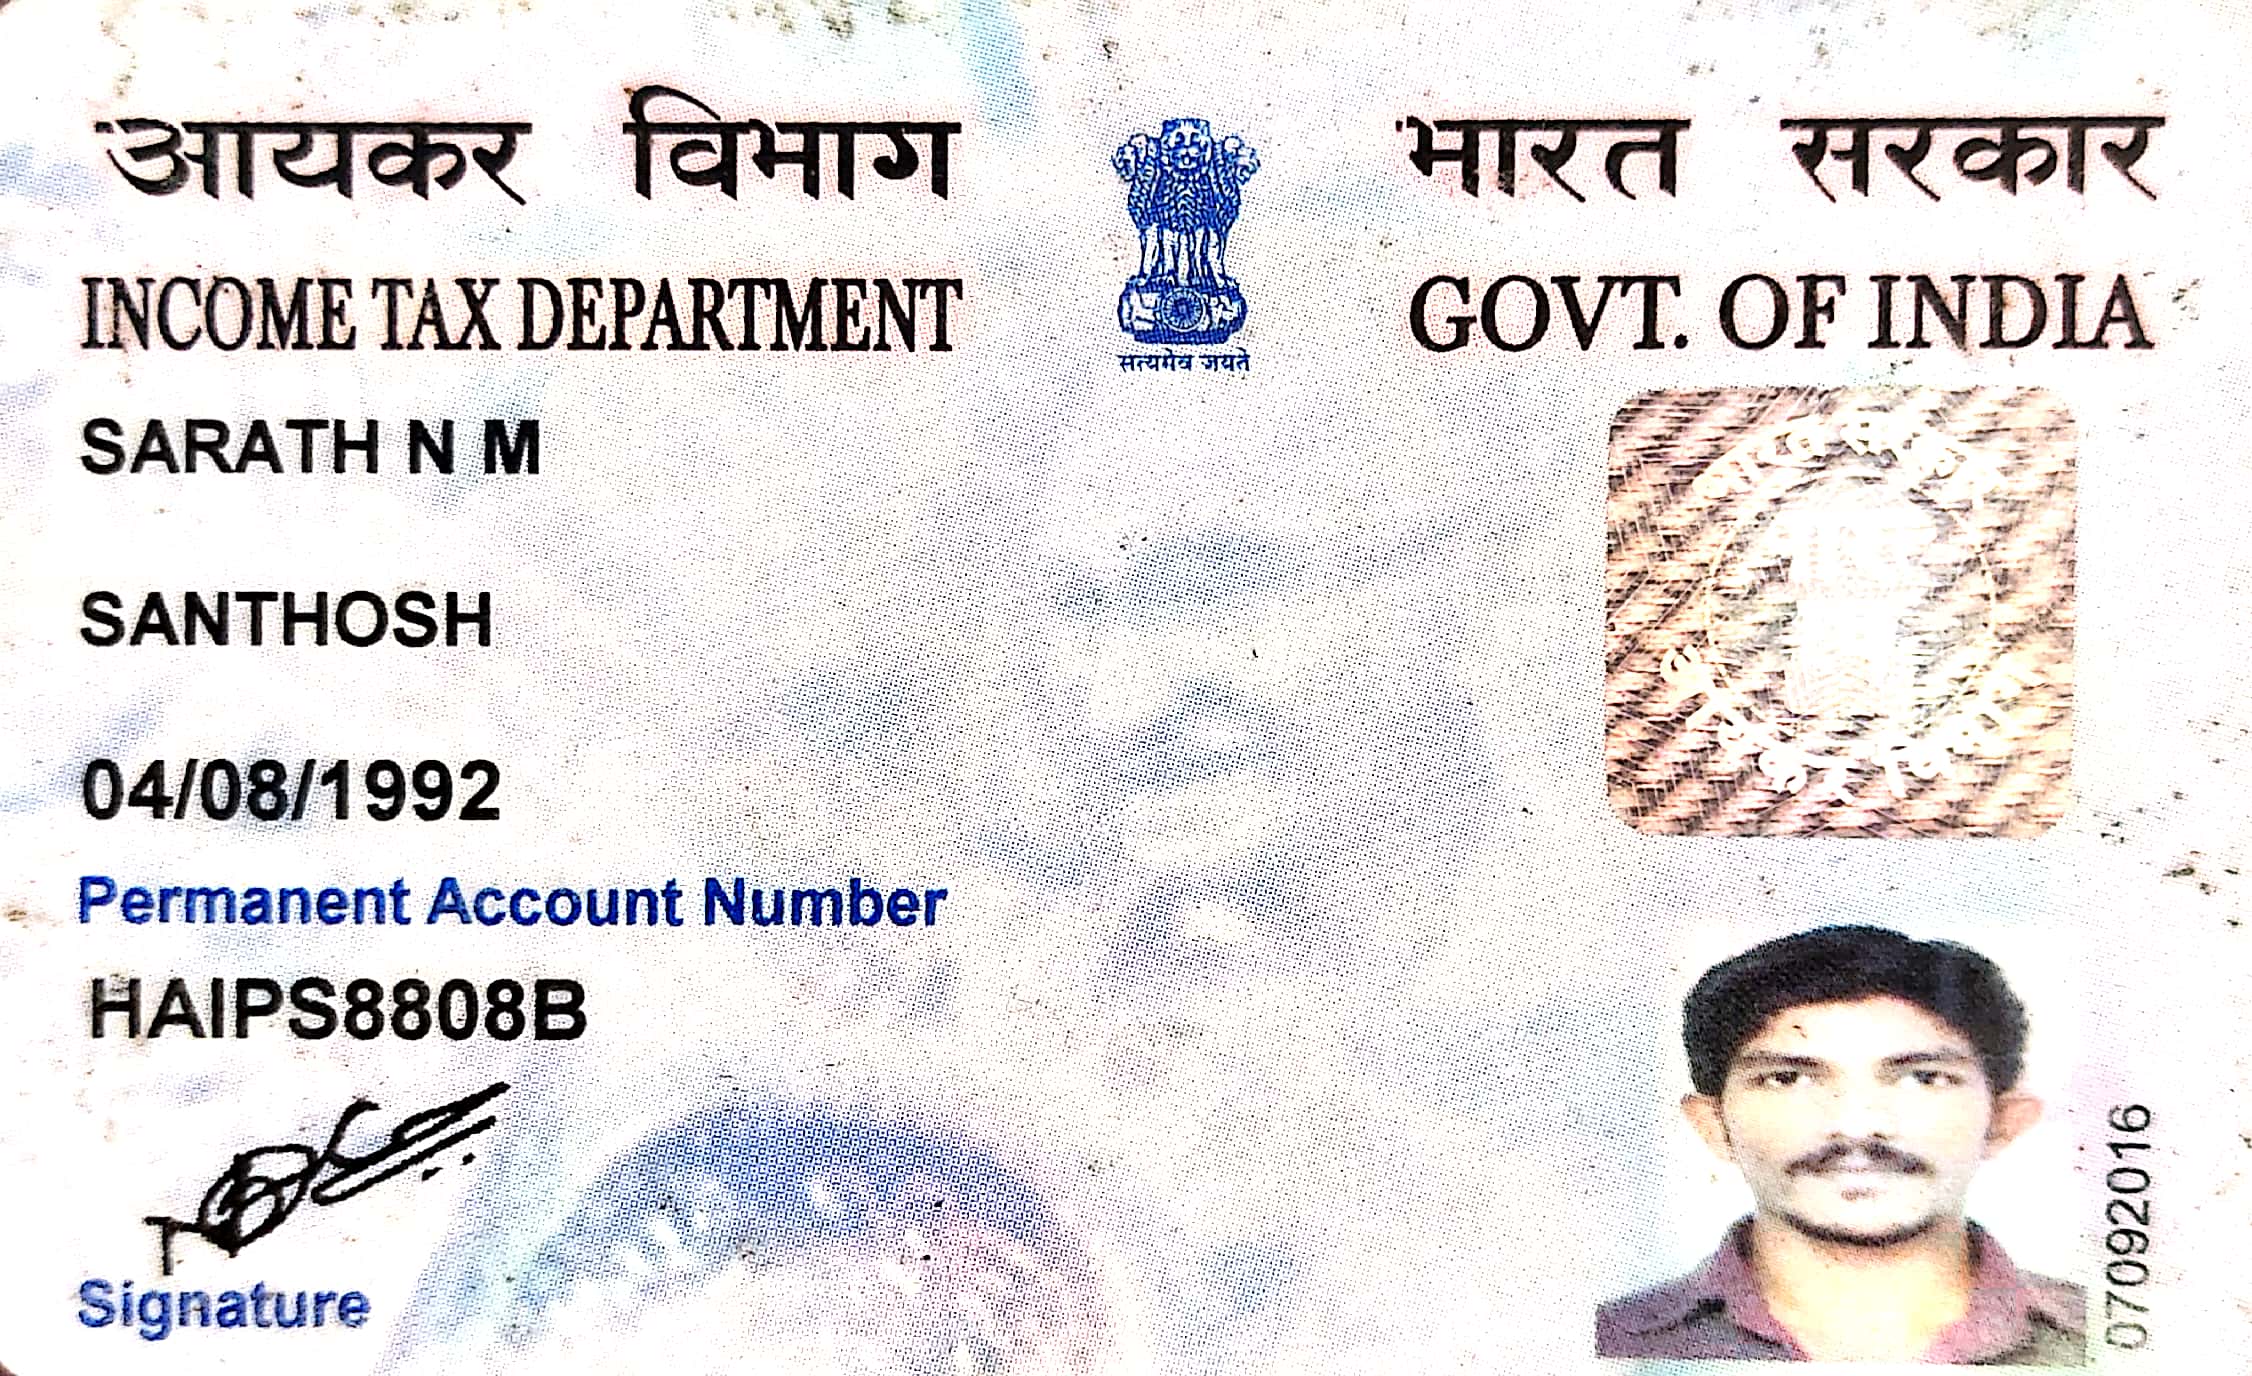 आयकर विभाग
भारत सरकार
INCOME TAX DEPARTMENT
GOVT. OF INDIA
सत्यमेव जयते
SARATH N M
SANTHOSH
04/08/1992
Permanent Account Number
HAIPS8808B
Signature
07092016